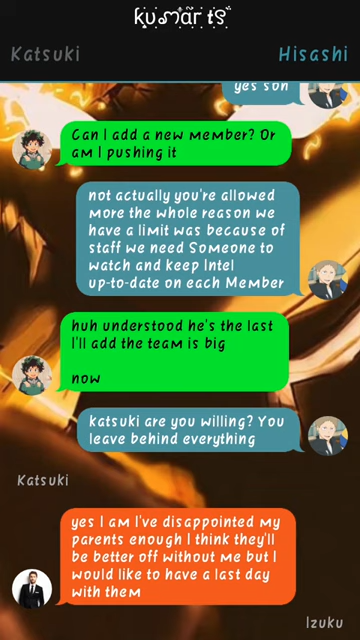 kumar ts
Katsuki
Hisashi
yes son
Can I add a new member? Or
am I pushing it
not actually you're allowed
more the whole reason we
have a limit was because of
staff we need Someone to
watch and keep Intel
up-to-date on each Member
huh understood he's the last
I'll add the team is big
now
katsuki are you willing? You
leave behind everything
Katsuki
yes I am I've disappointed my
parents enough I think they'll
be better off without me but I
would like to have a last day
with them
Izuku